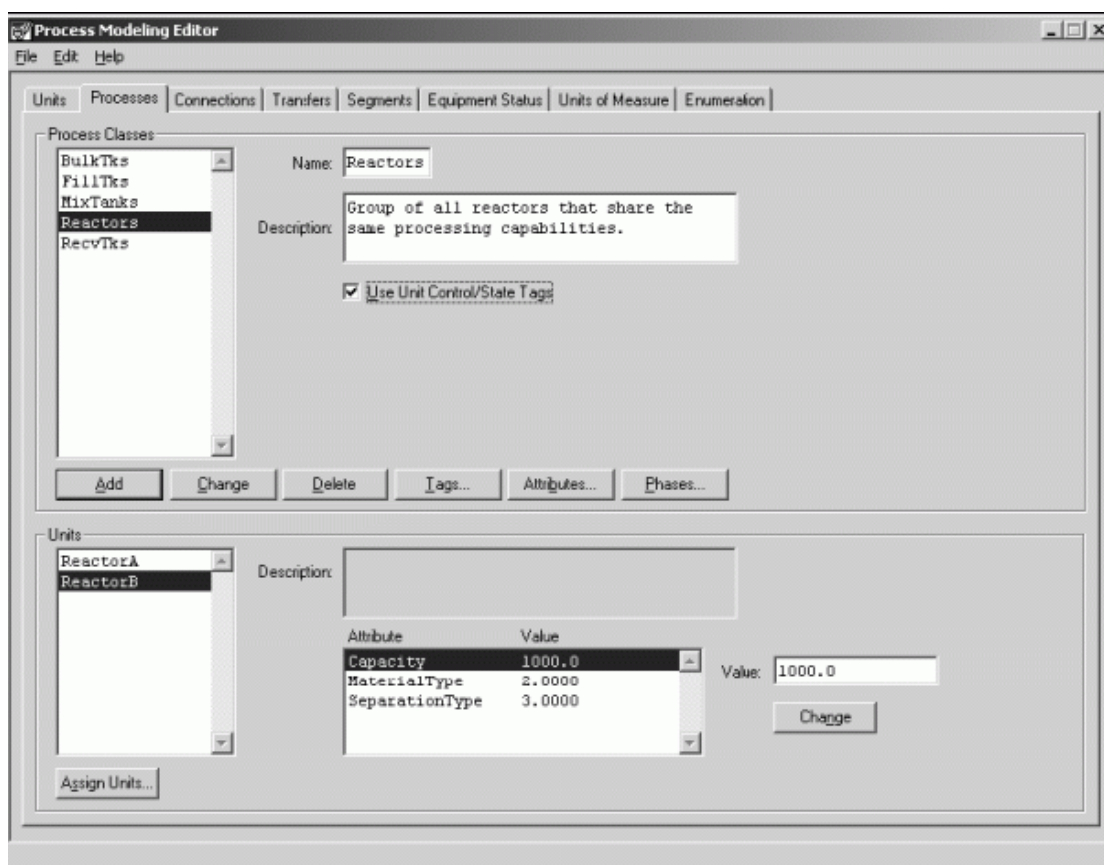 Process Modeling Editor
File Edit Help
Units Processes Connections Transfers Segments Equipment Status Units of Measure Enumeration
Process Classes
BulkTks
FillTks
MixTanks
Reactors
RecvTks
Name: Reactors
Description: Group of all reactors that share the
same processing capabilities.
Use Unit Control/State Tags
Add Change Delete Tags... Attributes... Phases...
Units
ReactorA
ReactorB
Description:
Attribute Value
Capacity 1000.0
MaterialType 2.0000
SeparationType 3.0000
Value: 1000.0
Change
Assign Units...